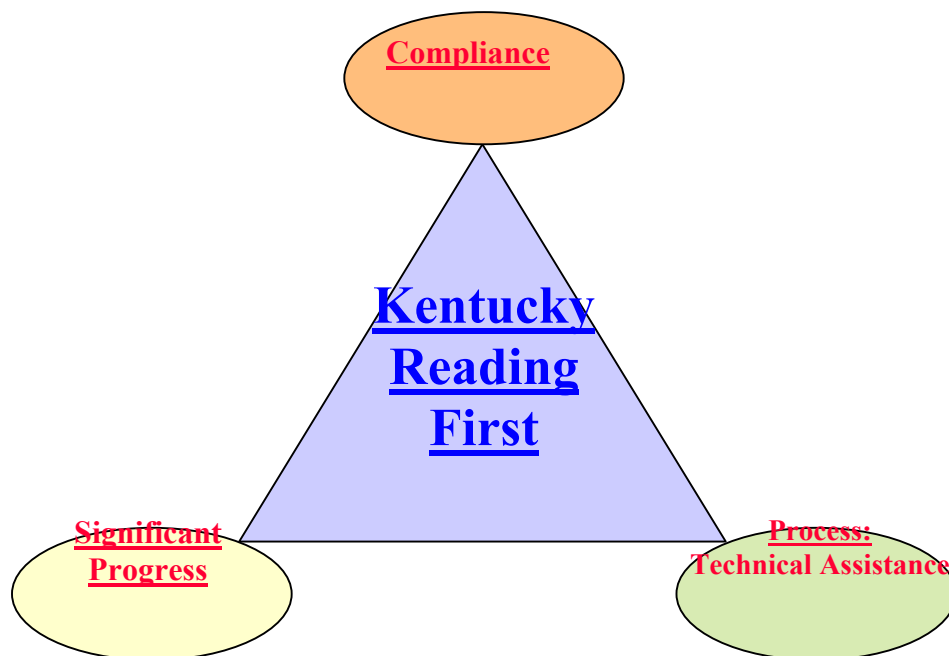 Compliance
Kentucky
Reading
First
Significant
Progress
Process:
Technical Assistance